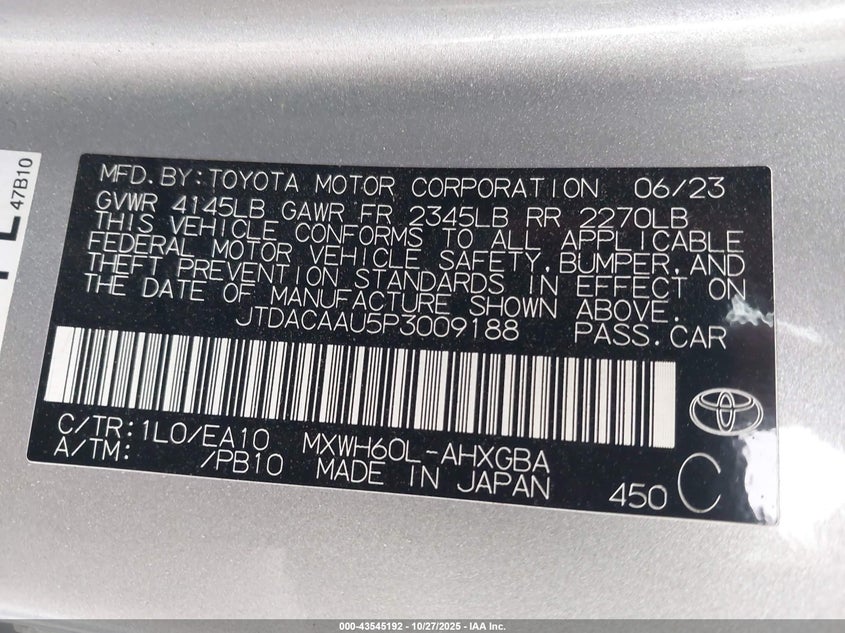 47B10
MFD.BY:TOYOTA MOTOR CORPORATION 06/23
GVWR 4145LB GAWR FR 2345LB RR 2270LB
THIS VEHICLE CONFORMS TO ALL APPLICABLE
FEDERAL MOTOR VEHICLE SAFETY,BUMPER,AND
THEFT PREVENTION STANDARDS IN EFFECT ON
THE DATE OF MANUFACTURE SHOWN ABOVE.
JTDACAAU5P3009188 PASS.CAR
C/TR:1L0/EA10 MXWH60L-AHXGBA
A/TM: /PB10 MADE IN JAPAN
450 C
000-43545192 - 10/27/2025 - IAA Inc.